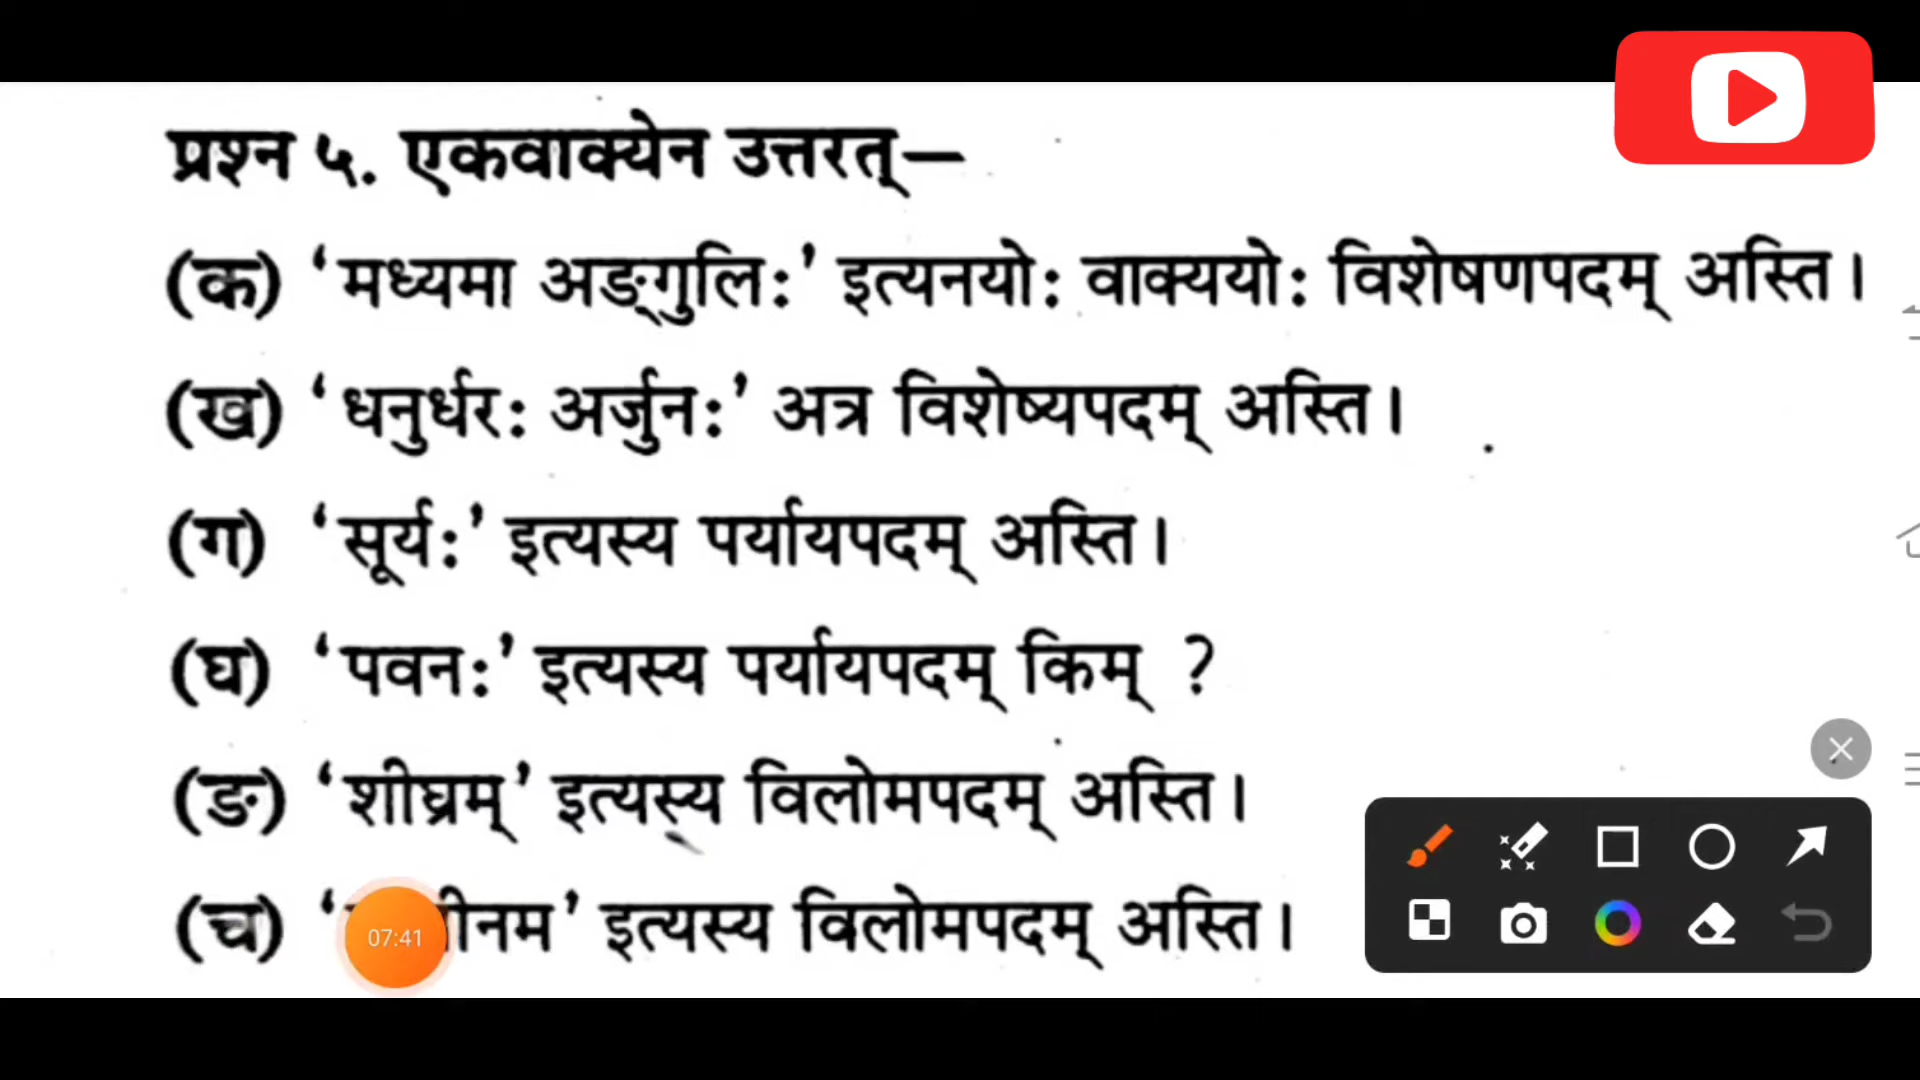 प्रश्न ५. एकवाक्येन उत्तरत्—
(क) ‘मध्यमा अङ्गुलिः’ इत्यनयोः वाक्ययोः विशेषणपदम् अस्ति।
(ख) ‘धनुर्धरः अर्जुनः’ अत्र विशेष्यपदम् अस्ति।
(ग) ‘सूर्यः’ इत्यस्य पर्यायपदम् अस्ति।
(घ) ‘पवनः’ इत्यस्य पर्यायपदम् किम् ?
(ङ) ‘शीघ्रम्’ इत्यस्य विलोमपदम् अस्ति।
(च) इत्यस्य विलोमपदम् अस्ति।
07:41